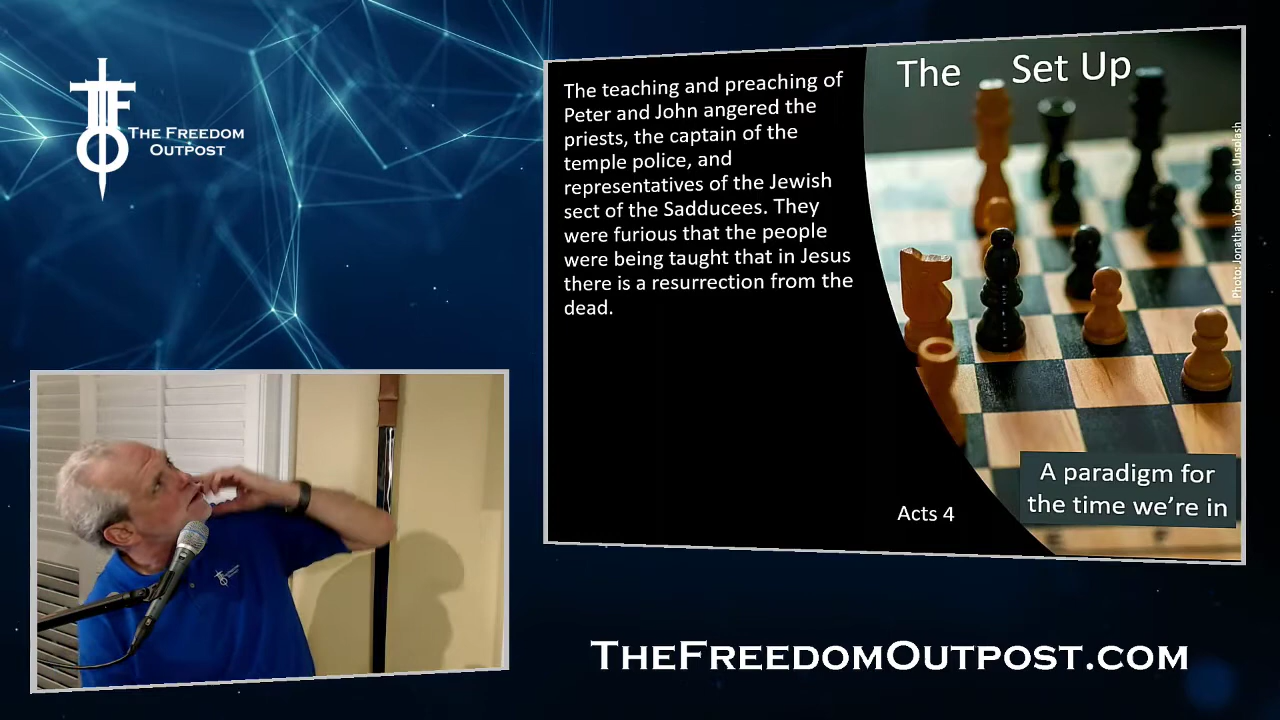 The Freedom
Outpost
The teaching and preaching of
Peter and John angered the
priests, the captain of the
temple police, and
representatives of the Jewish
sect of the Sadducees. They
were furious that the people
were being taught that in Jesus
there is a resurrection from the
dead.
Acts 4
The Set Up
Photo: Jonathan Ybema on Unsplash
A paradigm for
the time we're in
TheFreedomOutpost.com